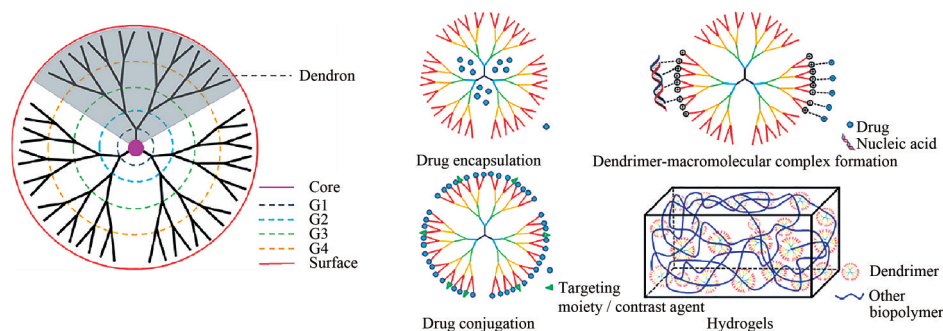 Dendron
Core
G1
G2
G3
G4
Surface
Drug encapsulation
Drug
Nucleic acid
Dendrimer-macromolecular complex formation
Targeting
moiety / contrast agent
Drug conjugation
Dendrimer
Other
biopolymer
Hydrogels